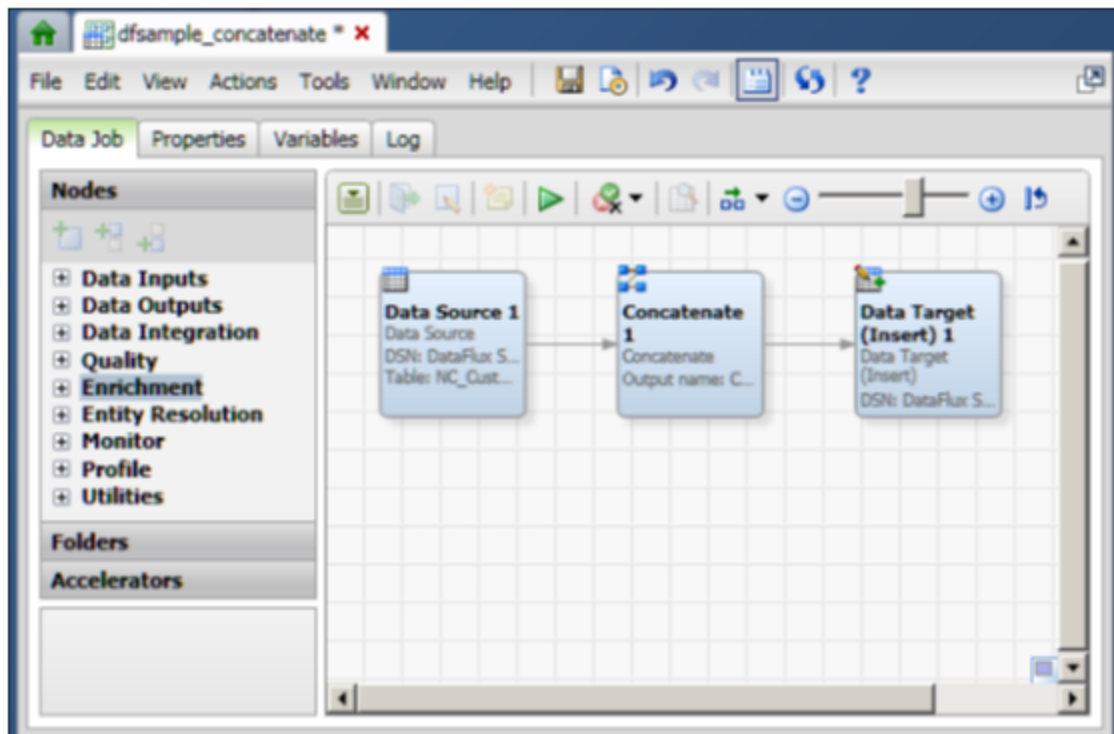 dfsample_concatenate *
File Edit View Actions Tools Window Help
Data Job Properties Variables Log
Nodes
Data Inputs
Data Outputs
Data Integration
Quality
Enrichment
Entity Resolution
Monitor
Profile
Utilities
Folders
Accelerators
Data Source 1
Data Source
DSN: DataFlux S...
Table: NC_Cust...
Concatenate
1
Concatenate
Output name: C...
Data Target
(Insert) 1
Data Target
(Insert)
DSN: DataFlux S...